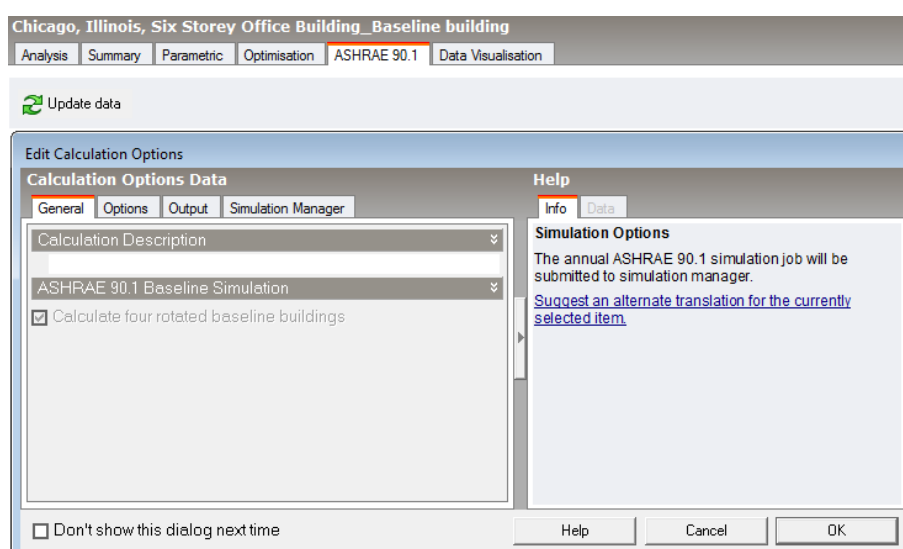 Chicago, Illinois, Six Storey Office Building_Baseline building
Analysis Summary Parametric Optimisation ASHRAE 90.1 Data Visualisation
Update data
Edit Calculation Options
Calculation Options Data
General Options Output Simulation Manager
Calculation Description
ASHRAE 90.1 Baseline Simulation
Calculate four rotated baseline buildings
Help
Info Data
Simulation Options
The annual ASHRAE 90.1 simulation job will be
submitted to simulation manager.
Suggest an alternate translation for the currently
selected item.
Don't show this dialog next time
Help Cancel OK